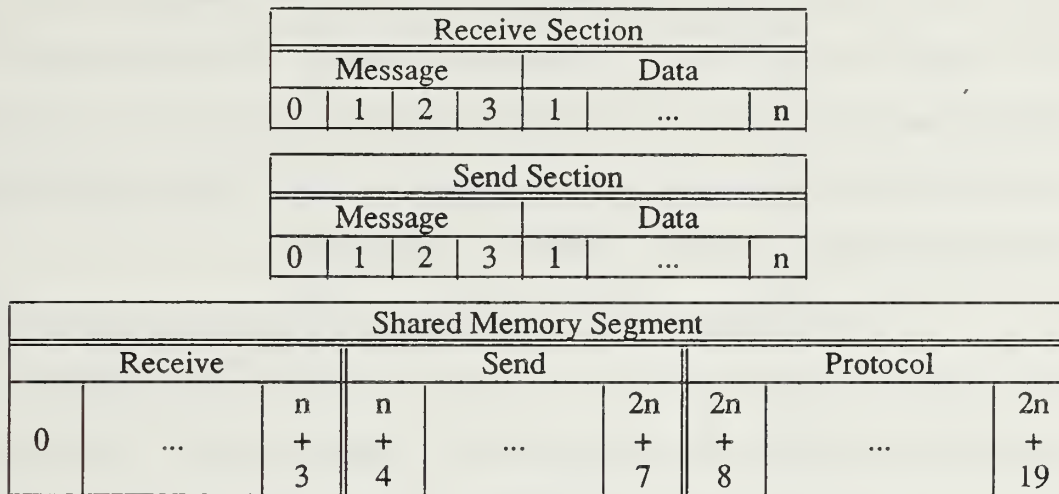 Receive Section
Message Data
0 1 2 3 1 ... n
Send Section
Message Data
0 1 2 3 1 ... n
Shared Memory Segment
Receive Send Protocol
n n 2n 2n 2n
0 ... + + ... + + ... +
3 4 7 8 19